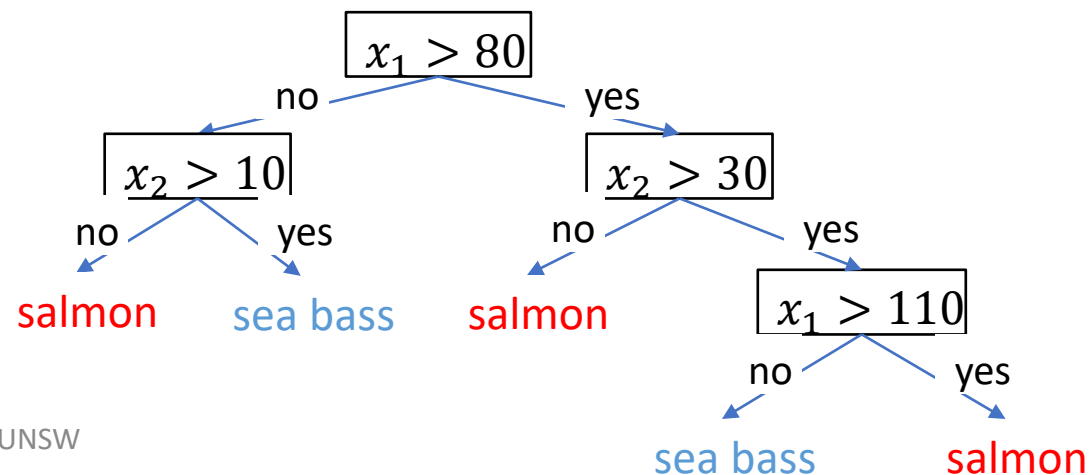 x₁ > 80
no yes
x₂ > 10 x₂ > 30
no yes no yes
salmon sea bass salmon x₁ > 110
no yes
UNSW
sea bass salmon